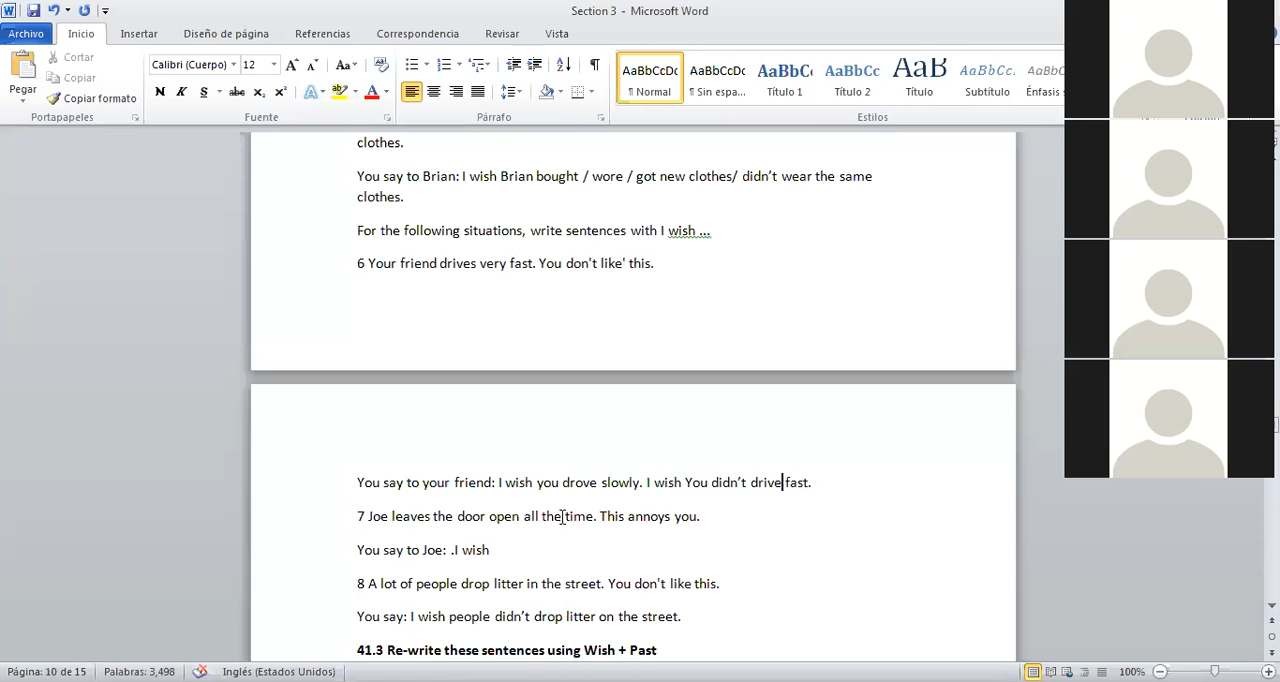 Section 3 - Microsoft Word
Archivo Inicio Insertar Diseño de página Referencias Correspondencia Revisar Vista
Cortar
Copiar
Pegar
Copiar formato
Portapapeles
Calibri (Cuerpo) 12
N K S abc x₂ x²
Fuente
Párrafo
AaBbCcDc AaBbCcDc AaBbC AaBbCc AaB AaBbCc. AaBbC
¶ Normal ¶ Sin espa... Título 1 Título 2 Título Subtítulo Énfasis
Estilos
clothes.
You say to Brian: I wish Brian bought / wore / got new clothes/ didn’t wear the same
clothes.
For the following situations, write sentences with I wish ...
6 Your friend drives very fast. You don't like' this.
You say to your friend: I wish you drove slowly. I wish You didn’t drive fast.
7 Joe leaves the door open all the time. This annoys you.
You say to Joe: .I wish
8 A lot of people drop litter in the street. You don't like this.
You say: I wish people didn’t drop litter on the street.
41.3 Re-write these sentences using Wish + Past
Página: 10 de 15 Palabras: 3,498 Inglés (Estados Unidos) 100%